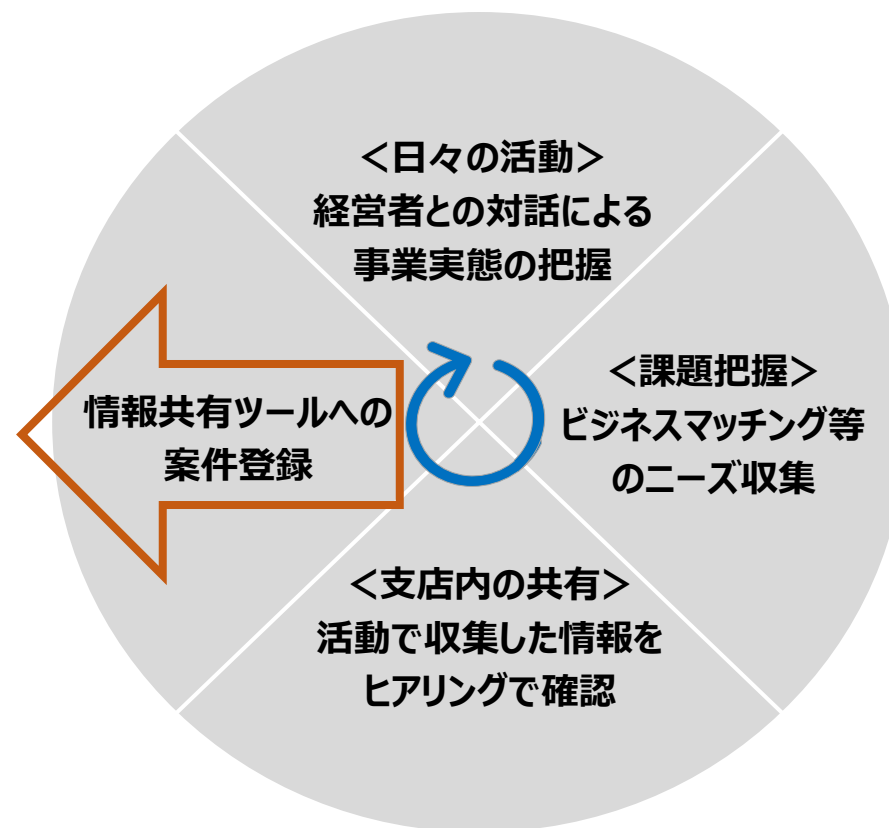 ＜日々の活動＞
経営者との対話による
事業実態の把握
＜課題把握＞
ビジネスマッチング等
のニーズ収集
＜支店内の共有＞
活動で収集した情報を
ヒアリングで確認
情報共有ツールへの
案件登録